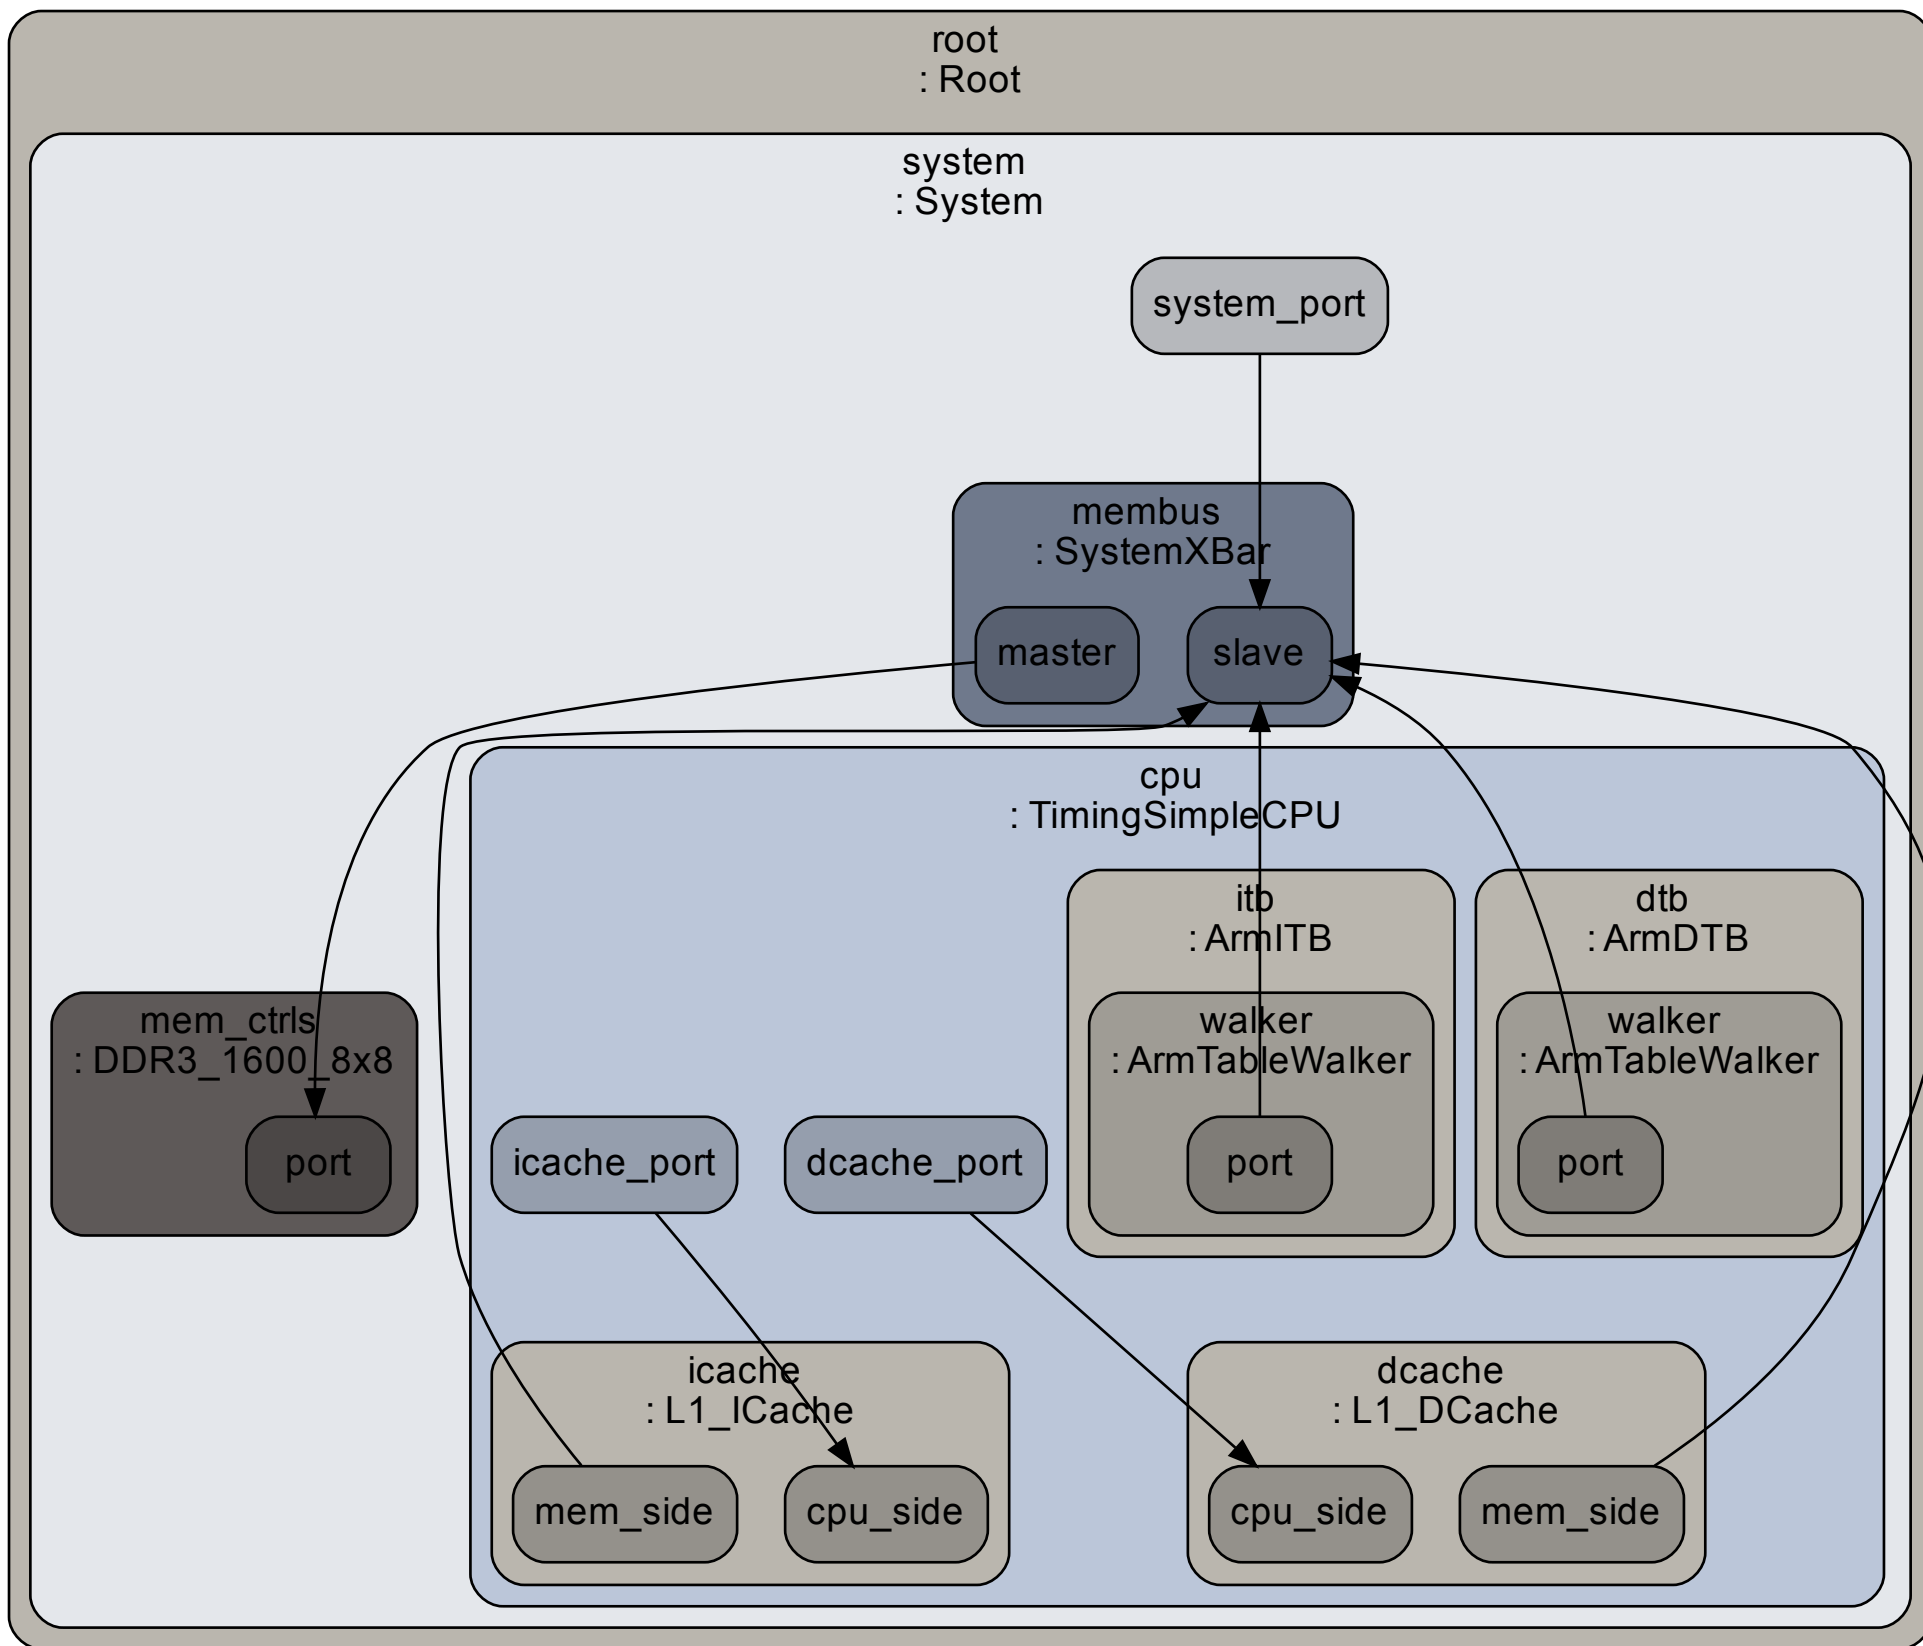 root
: Root
system
: System
system_port
membus
: SystemXBar
master
slave
cpu
: TimingSimpleCPU
itb
: ArmITB
dtb
: ArmDTB
mem_ctrls
: DDR3_1600_8x8
port
walker
: ArmTableWalker
port
walker
: ArmTableWalker
port
icache_port
dcache_port
icache
: L1_ICache
mem_side
cpu_side
dcache
: L1_DCache
cpu_side
mem_side